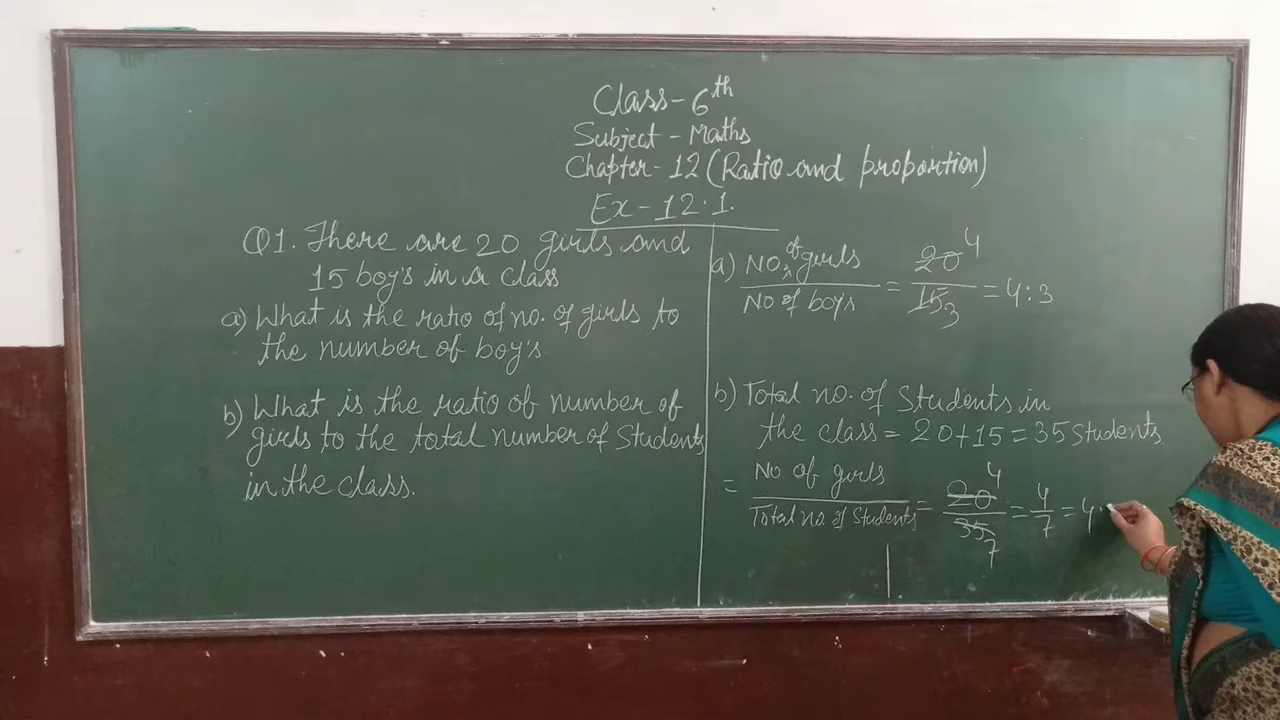 Class-6th
Subject - Maths
Chapter-12 (Ratio and proportion)
Ex-12.1.
Q1. There are 20 girls and
15 boy's in a class
a) What is the ratio of no. of girls to
the number of boy's
b) What is the ratio of number of
girls to the total number of Students
in the class.
a) No. of girls / No of boys = 20 4 / 15 3 = 4:3
b) Total no. of Students in
the class = 20+15 = 35 Students.
= No. of girls / Total no. of Students = 20 4 / 35 7 = 4/7 = 4